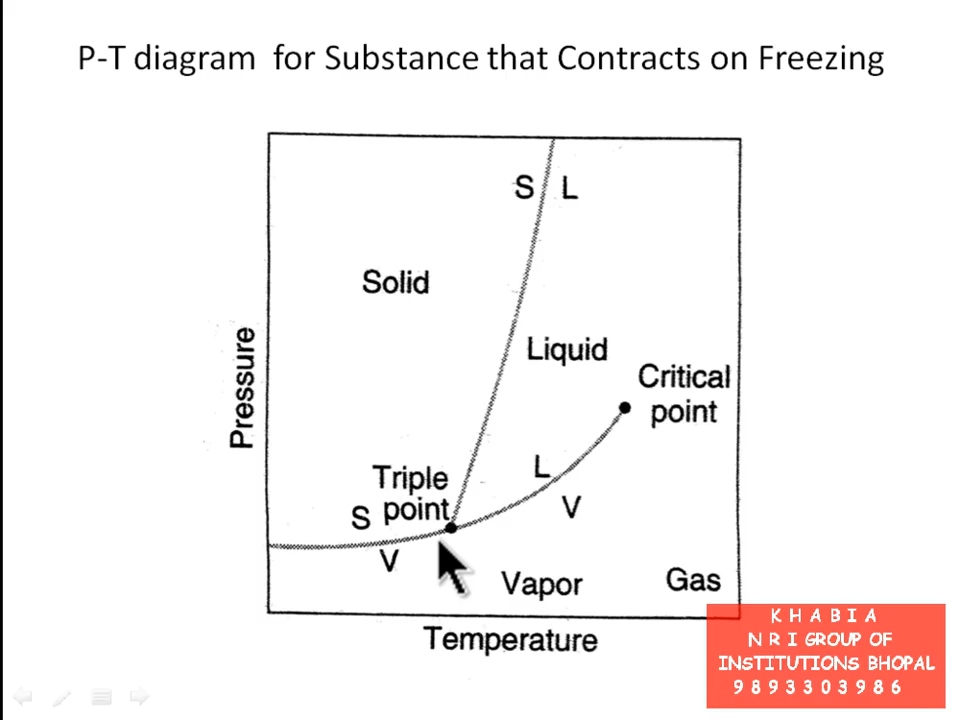 P-T diagram for Substance that Contracts on Freezing
S L
Solid
Liquid
Critical
point
Pressure
Triple
point
L
V
S
V
Vapor
Gas
Temperature
K H A B I A
N R I GROUP OF
INSTITUTIONS BHOPAL
9 8 9 3 3 0 3 9 8 6